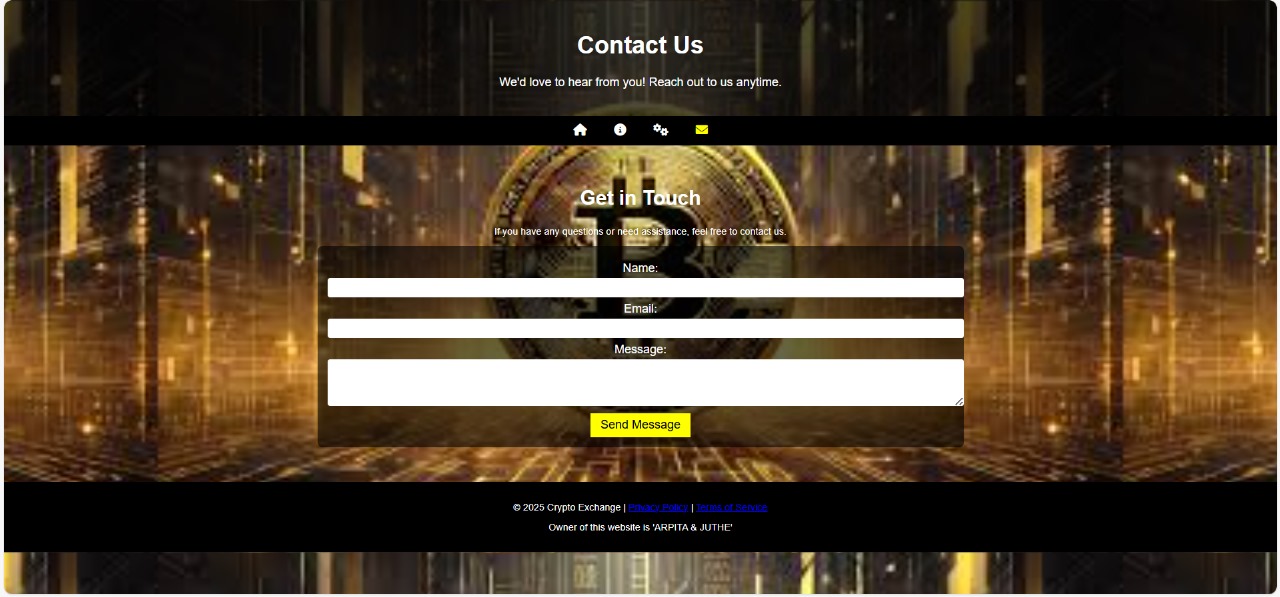 Contact Us
We'd love to hear from you! Reach out to us anytime.
Get in Touch
If you have any questions or need assistance, feel free to contact us.
Name:
Email:
Message:
Send Message
© 2025 Crypto Exchange | Privacy Policy | Terms of Service
Owner of this website is 'ARPITA & JUTHE'